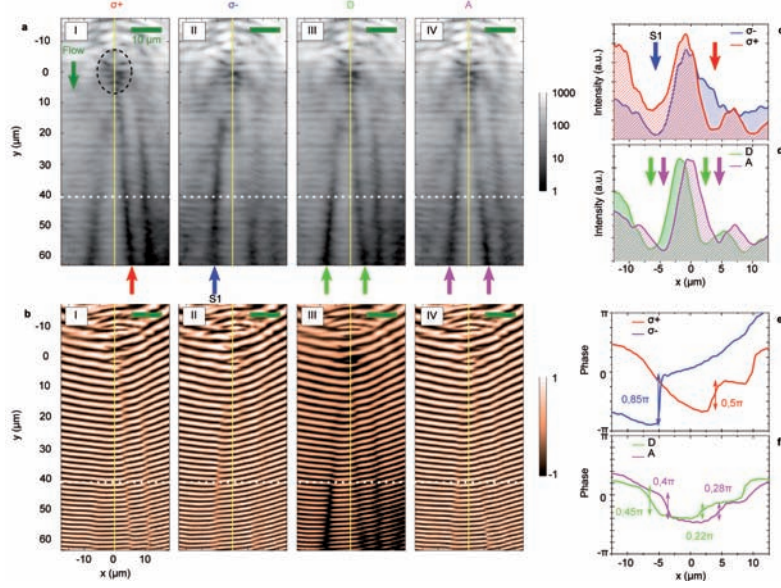 σ+ σ- D A
a I II III IV
10 µm
Flow
-10
0
10
20
30
40
50
60
y (µm)
1000
100
10
1
S1
b I II III IV
-10
0
10
20
30
40
50
60
y (µm)
1
-1
-10 0 10
x (µm)
S1
σ-
σ+
Intensity (a.u.)
D
A
d
Intensity (a.u.)
-10 -5 0 5 10
x (µm)
π
σ+
σ-
e
Phase
0
0,85π
0,5π
-π
D
A
f
Phase
0
0,4π
0,28π
0,45π
0.22π
-π
-10 -5 0 5 10
x (µm)